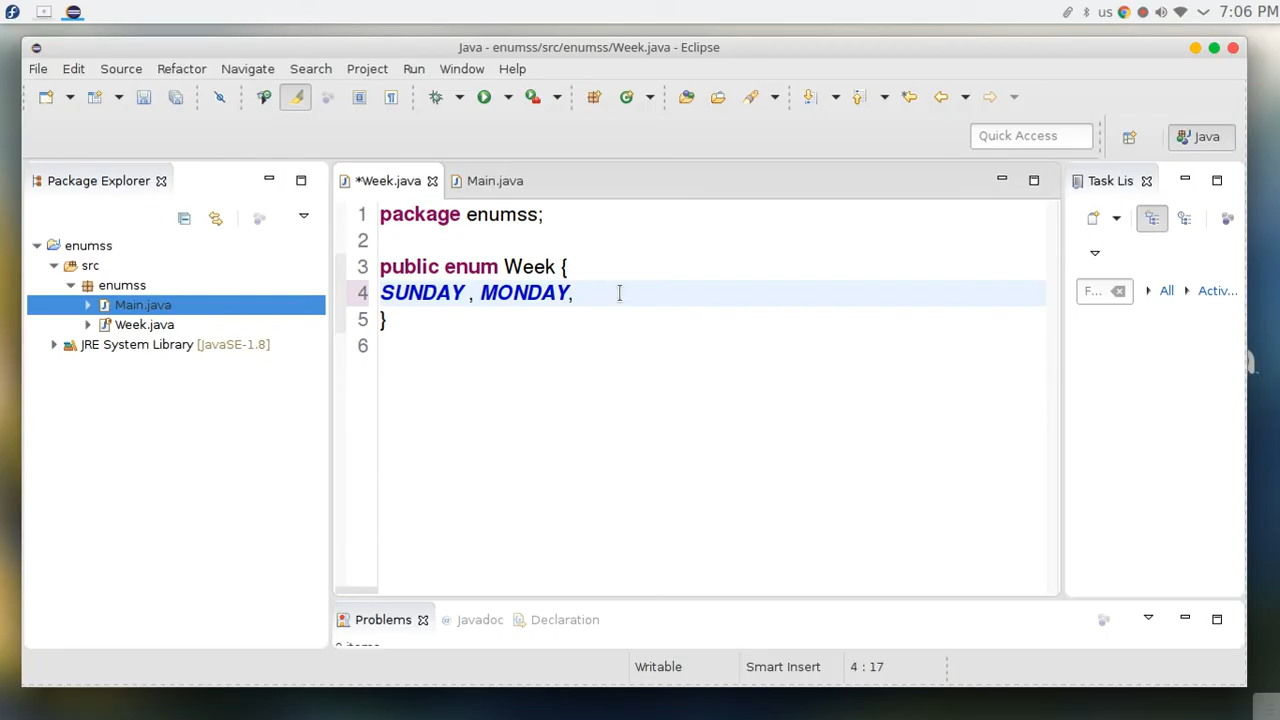 us 7:06 PM
Java - enumss/src/enumss/Week.java - Eclipse
File Edit Source Refactor Navigate Search Project Run Window Help
Quick Access Java
Package Explorer
*Week.java Main.java
Task Lis
enumss
src
enumss
Main.java
Week.java
JRE System Library [JavaSE-1.8]
1 package enumss;
2
3 public enum Week {
4 SUNDAY , MONDAY,
5 }
6
F... All Activ...
Problems Javadoc Declaration
Writable Smart Insert 4 : 17